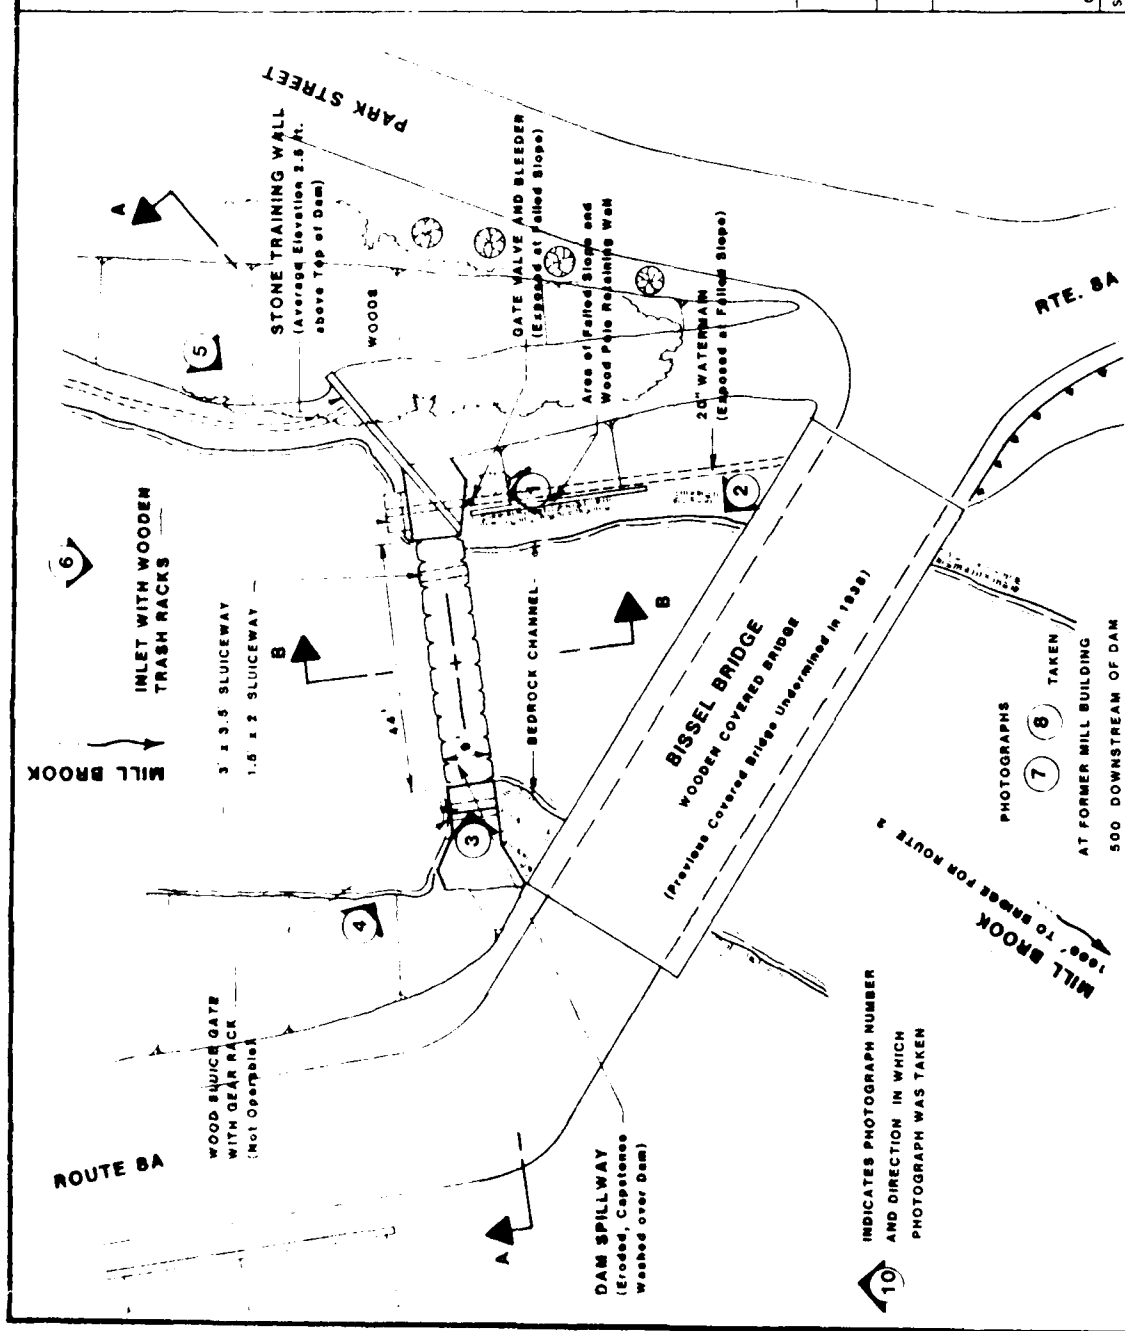 PARK STREET
A
STONE TRAINING WALL
(Average Elevation 2.5 ft.
above Top of Dam)
WOODS
GATE VALVE AND BLEEDER
(Exposed at Failed Slope)
Area of Failed Slope and
Wood Pole Retaining Wall
20" WATERMAIN
(Exposed at Failed Slope)
RTE. 8A
5
6
INLET WITH WOODEN
TRASH RACKS
MILL BROOK
3' x 3.5' SLUICEWAY
1.5' x 2' SLUICEWAY
44'
B
B
BEDROCK CHANNEL
1
2
3
4
BISSEL BRIDGE
WOODEN COVERED BRIDGE
(Previous Covered Bridge Undermined in 1938)
PHOTOGRAPHS
7 8 TAKEN
AT FORMER MILL BUILDING
500 DOWNSTREAM OF DAM
MILL BROOK
TO BRIDGE FOR ROUTE 2
WOOD SLUICE GATE
WITH GEAR RACK
(Not Operable)
ROUTE 8A
A
DAM SPILLWAY
(Eroded, Capstones
Washed over Dam)
10
INDICATES PHOTOGRAPH NUMBER
AND DIRECTION IN WHICH
PHOTOGRAPH WAS TAKEN